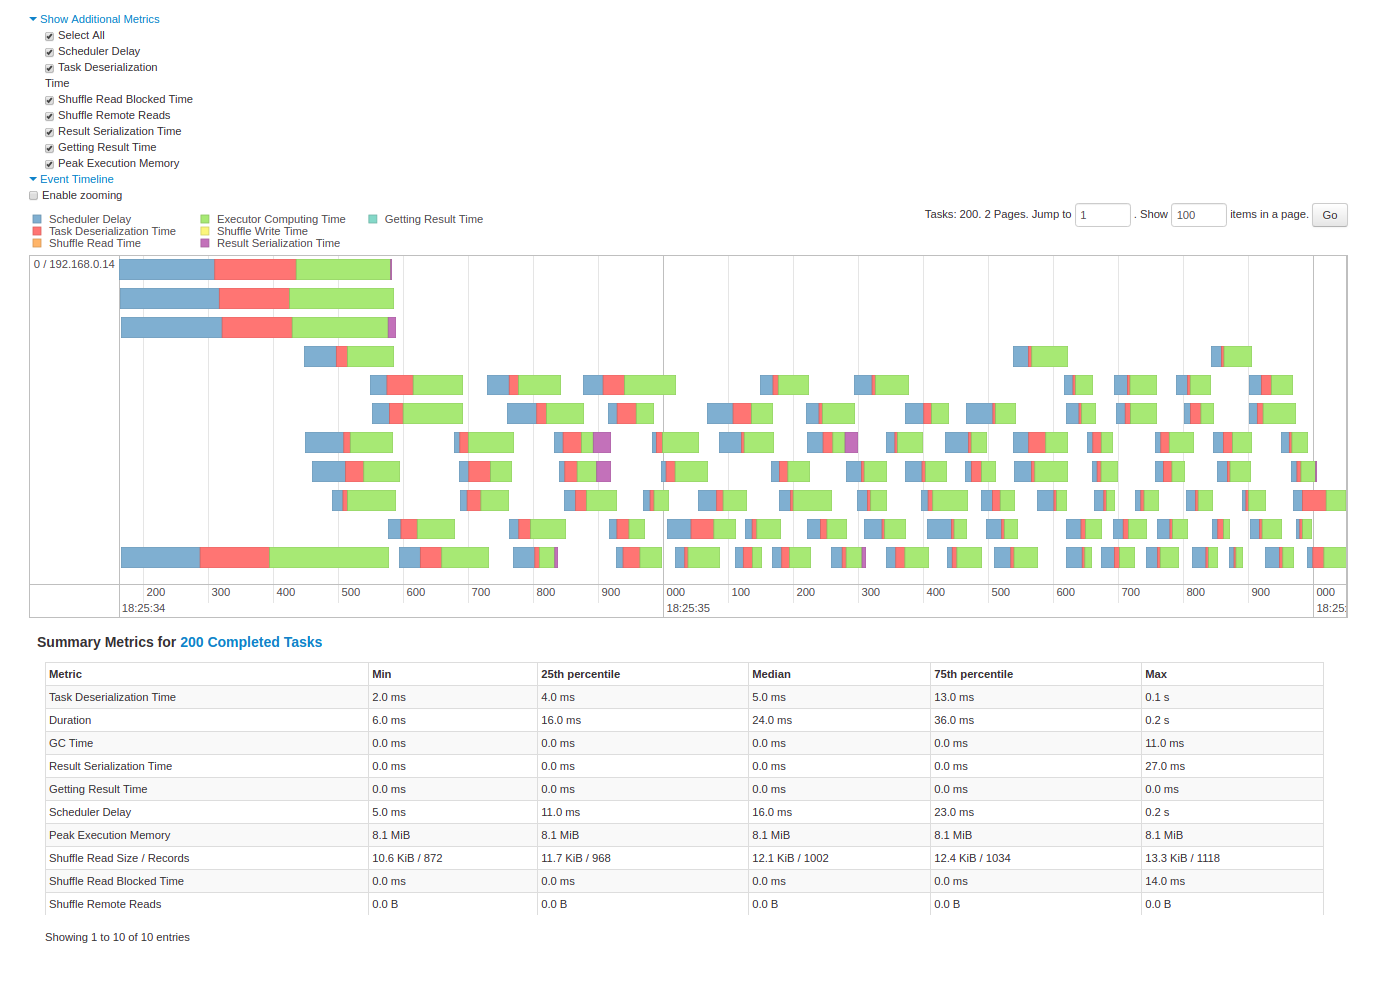 Show Additional Metrics
Select All
Scheduler Delay
Task Deserialization
Time
Shuffle Read Blocked Time
Shuffle Remote Reads
Result Serialization Time
Getting Result Time
Peak Execution Memory
Event Timeline
Enable zooming
Tasks: 200. 2 Pages. Jump to 1 . Show 100 items in a page. Go
Scheduler Delay Executor Computing Time Getting Result Time
Task Deserialization Time Shuffle Write Time
Shuffle Read Time Result Serialization Time
0 / 192.168.0.14
200 300 400 500 600 700 800 900 000 100 200 300 400 500 600 700 800 900 000
18:25:34 18:25:35 18:25:
Summary Metrics for 200 Completed Tasks
Metric Min 25th percentile Median 75th percentile Max
Task Deserialization Time 2.0 ms 4.0 ms 5.0 ms 13.0 ms 0.1 s
Duration 6.0 ms 16.0 ms 24.0 ms 36.0 ms 0.2 s
GC Time 0.0 ms 0.0 ms 0.0 ms 0.0 ms 11.0 ms
Result Serialization Time 0.0 ms 0.0 ms 0.0 ms 0.0 ms 27.0 ms
Getting Result Time 0.0 ms 0.0 ms 0.0 ms 0.0 ms 0.0 ms
Scheduler Delay 5.0 ms 11.0 ms 16.0 ms 23.0 ms 0.2 s
Peak Execution Memory 8.1 MiB 8.1 MiB 8.1 MiB 8.1 MiB 8.1 MiB
Shuffle Read Size / Records 10.6 KiB / 872 11.7 KiB / 968 12.1 KiB / 1002 12.4 KiB / 1034 13.3 KiB / 1118
Shuffle Read Blocked Time 0.0 ms 0.0 ms 0.0 ms 0.0 ms 14.0 ms
Shuffle Remote Reads 0.0 B 0.0 B 0.0 B 0.0 B 0.0 B
Showing 1 to 10 of 10 entries